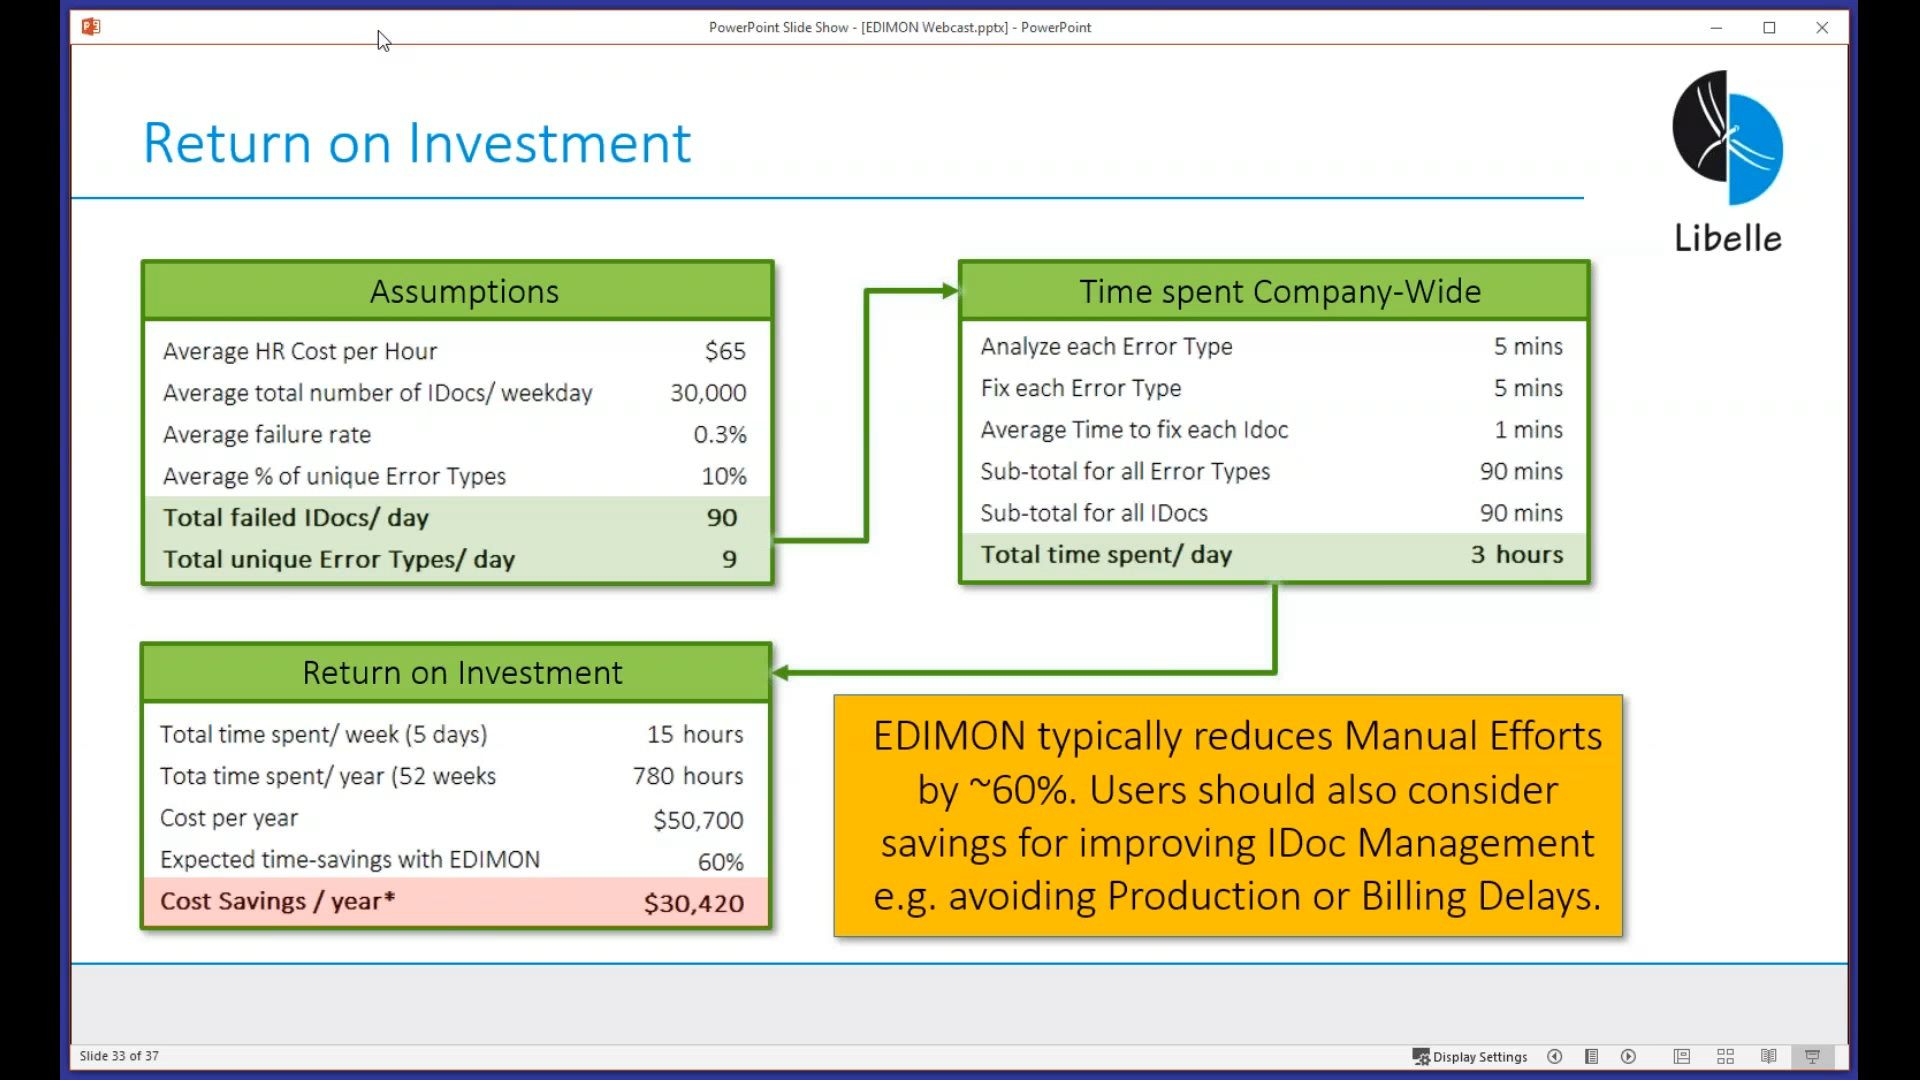 PowerPoint Slide Show - [EDIMON Webcast.pptx] - PowerPoint
Return on Investment
Libelle
Assumptions
Average HR Cost per Hour $65
Average total number of IDocs/ weekday 30,000
Average failure rate 0.3%
Average % of unique Error Types 10%
Total failed IDocs/ day 90
Total unique Error Types/ day 9
Time spent Company-Wide
Analyze each Error Type 5 mins
Fix each Error Type 5 mins
Average Time to fix each Idoc 1 mins
Sub-total for all Error Types 90 mins
Sub-total for all IDocs 90 mins
Total time spent/ day 3 hours
Return on Investment
Total time spent/ week (5 days) 15 hours
Tota time spent/ year (52 weeks 780 hours
Cost per year $50,700
Expected time-savings with EDIMON 60%
Cost Savings / year* $30,420
EDIMON typically reduces Manual Efforts
by ~60%. Users should also consider
savings for improving IDoc Management
e.g. avoiding Production or Billing Delays.
Slide 33 of 37
Display Settings